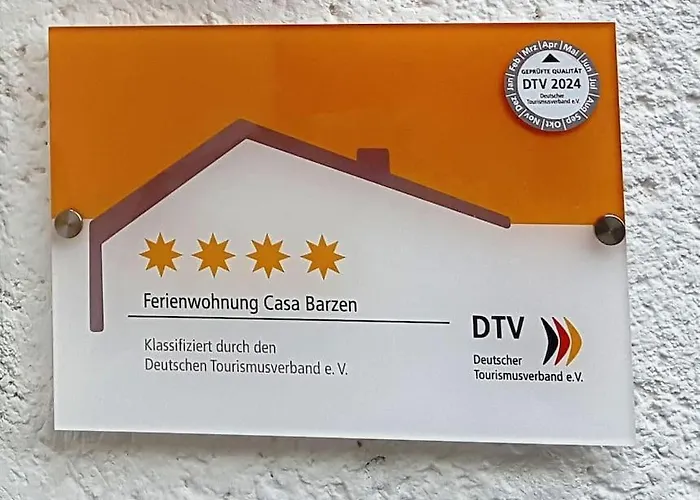 Jan Feb Mrz Apr Mai Jun Jul Aug Sep Okt Nov Dez
GEPRÜFTE QUALITÄT
DTV 2024
Deutscher
Tourismusverband e.V.
Ferienwohnung Casa Barzen
Klassifiziert durch den
Deutschen Tourismusverband e. V.
DTV
Deutscher
Tourismusverband e.V.